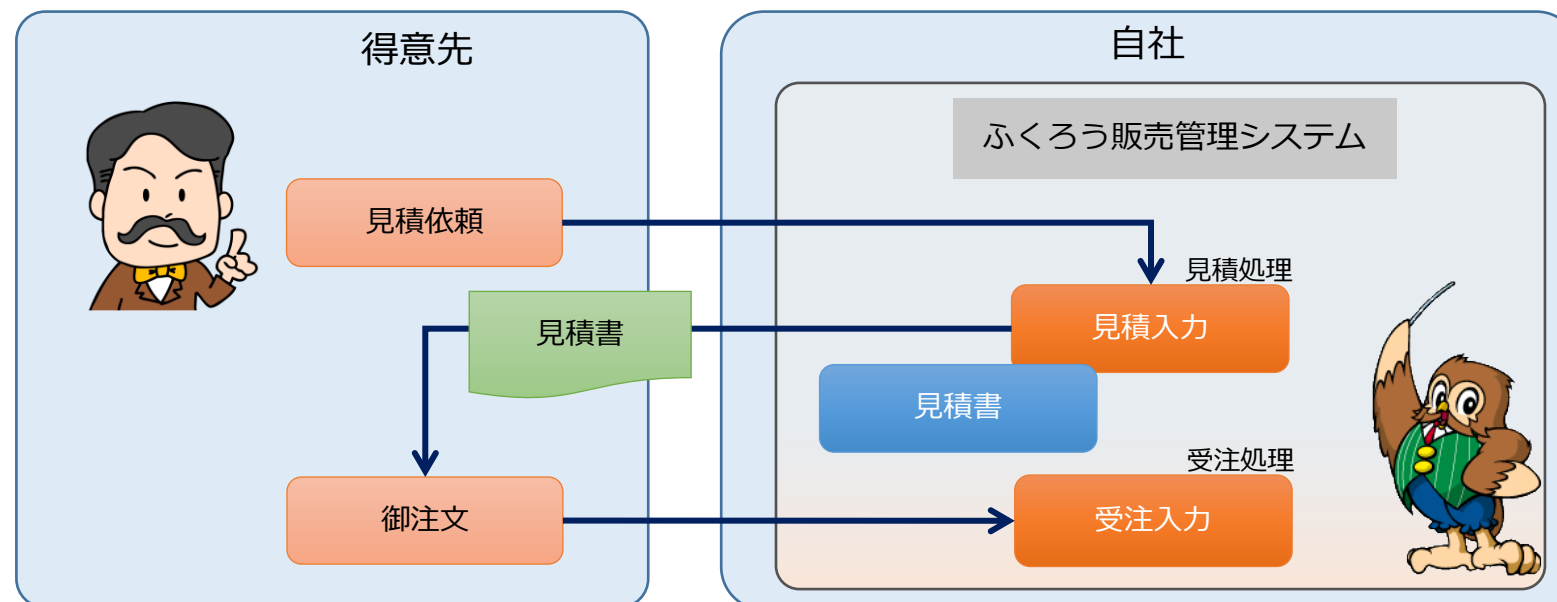 得意先
自社
ふくろう販売管理システム
見積依頼
見積処理
見積書
見積入力
見積書
受注処理
御注文
受注入力